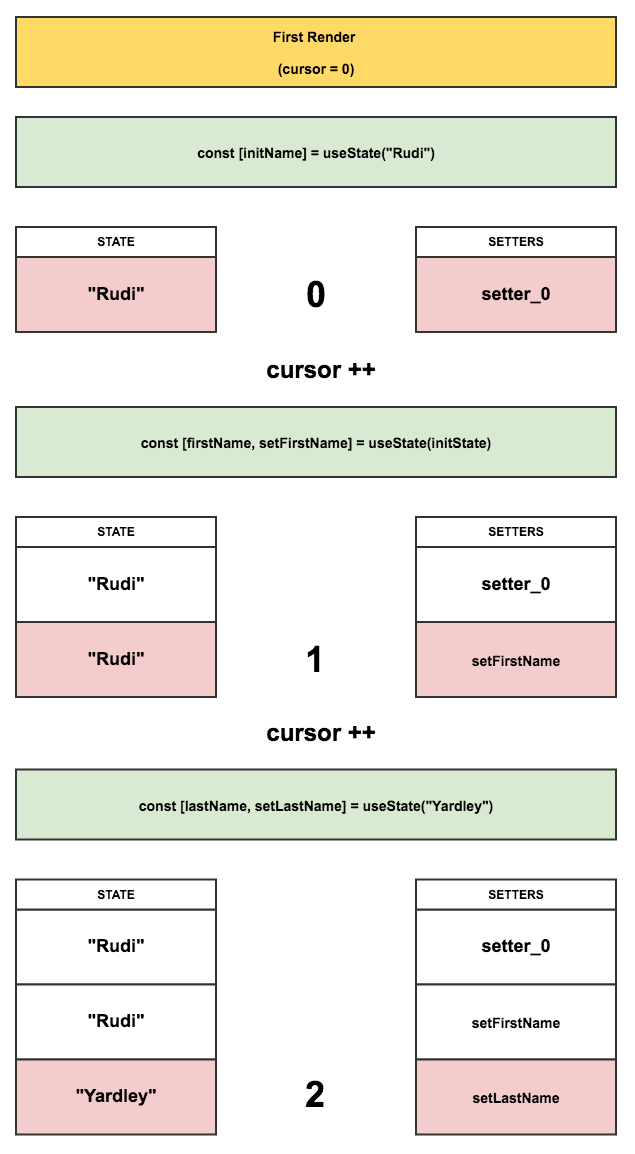 First Render
(cursor = 0)
const [initName] = useState("Rudi")
STATE
SETTERS
"Rudi"
0
setter_0
cursor ++
const [firstName, setFirstName] = useState(initState)
STATE
SETTERS
"Rudi"
setter_0
"Rudi"
1
setFirstName
cursor ++
const [lastName, setLastName] = useState("Yardley")
STATE
SETTERS
"Rudi"
setter_0
"Rudi"
setFirstName
"Yardley"
2
setLastName